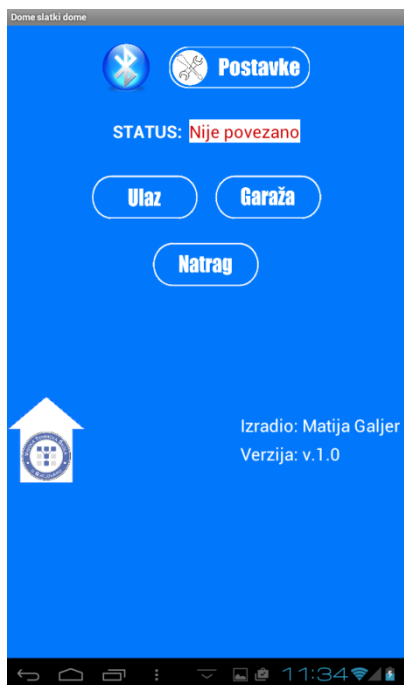 Dome slatki dome
Postavke
STATUS: Nije povezano
Ulaz Garaža
Natrag
Izradio: Matija Galjer
Verzija: v.1.0
11:34